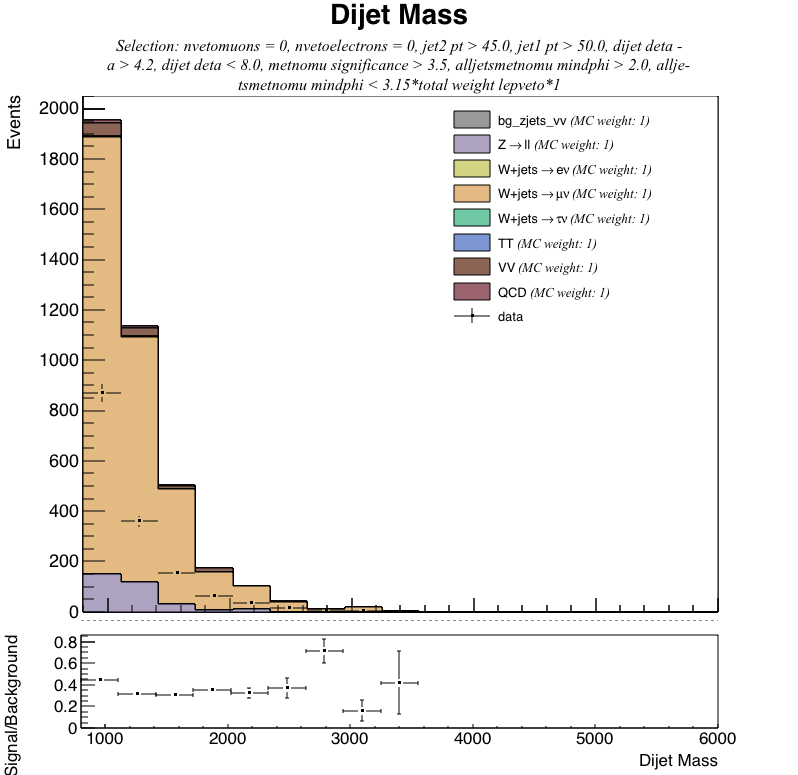 Dijet Mass
Selection: nvetomuons = 0, nvetoelectrons = 0, jet2 pt > 45.0, jet1 pt > 50.0, dijet deta -
a > 4.2, dijet deta < 8.0, metnomu significance > 3.5, alljetsmetnomu mindphi > 2.0, allje-
tsmetnomu mindphi < 3.15*total weight lepveto*1
Events
2000
1800
1600
1400
1200
1000
800
600
400
200
0
bg_zjets_vv (MC weight: 1)
Z→ll (MC weight: 1)
W+jets→eν (MC weight: 1)
W+jets→μν (MC weight: 1)
W+jets→τν (MC weight: 1)
TT (MC weight: 1)
VV (MC weight: 1)
QCD (MC weight: 1)
data
Signal/Background
0.8
0.6
0.4
0.2
0
1000 2000 3000 4000 5000 6000
Dijet Mass